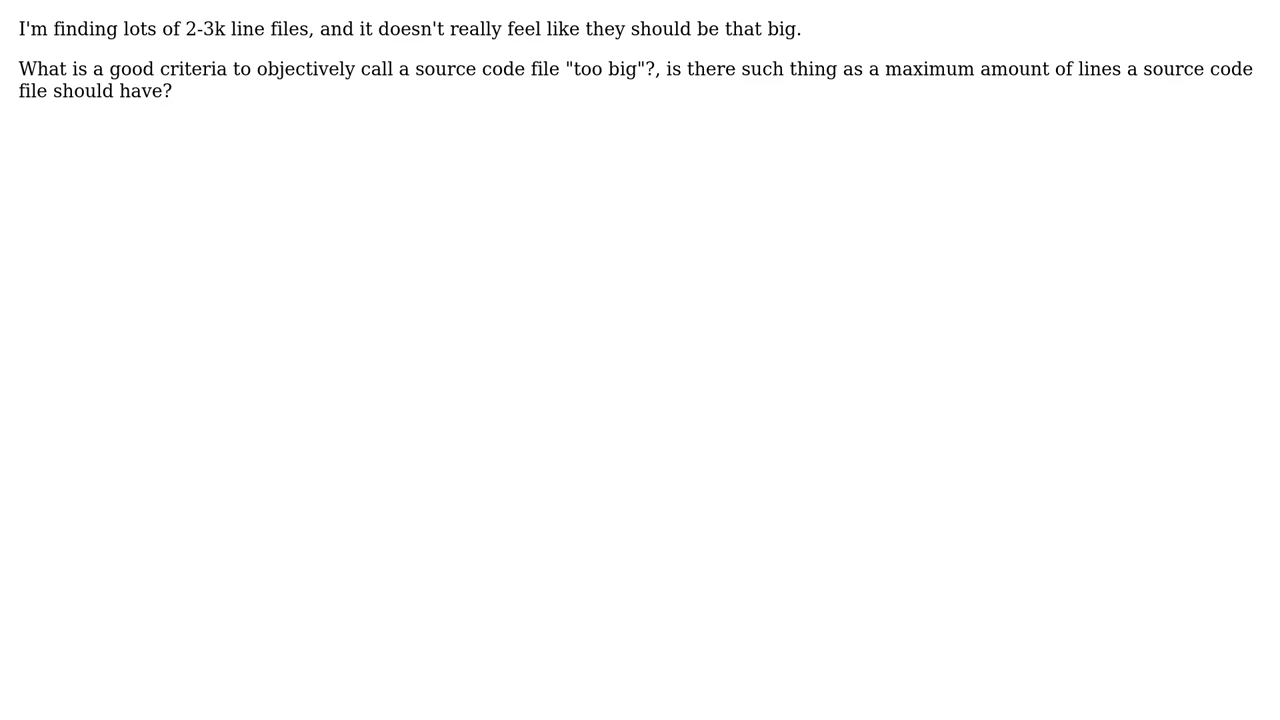 I'm finding lots of 2-3k line files, and it doesn't really feel like they should be that big.
What is a good criteria to objectively call a source code file "too big"?, is there such thing as a maximum amount of lines a source code
file should have?